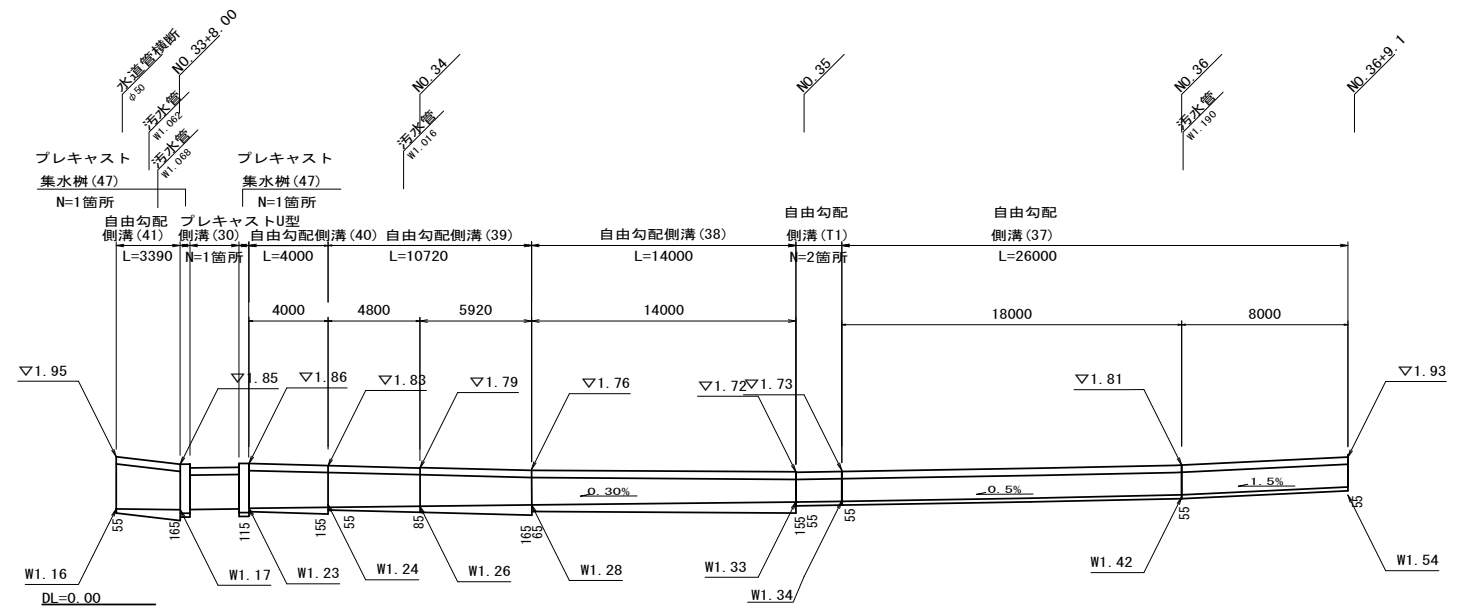 水道管横断
φ50
NO.33+8.00
汚水管
W1.062
汚水管
W1.068
NO.34
汚水管
W1.016
NO.35
NO.36
汚水管
W1.190
NO.36+9.1
プレキャスト
集水桝(47)
N=1箇所
プレキャスト
集水桝(47)
N=1箇所
自由勾配
側溝(41)
L=3390
プレキャストU型
側溝(30)
N=1箇所
自由勾配側溝(40)
L=4000
自由勾配側溝(39)
L=10720
自由勾配側溝(38)
L=14000
自由勾配
側溝(T1)
N=2箇所
自由勾配
側溝(37)
L=26000
4000
4800
5920
14000
18000
8000
▽1.95
▽1.85
▽1.86
▽1.83
▽1.79
▽1.76
▽1.72
▽1.73
▽1.81
▽1.93
0.30%
0.5%
1.5%
55
165
115
155
55
85
165
65
155
55
55
55
55
W1.16
W1.17
W1.23
W1.24
W1.26
W1.28
W1.33
W1.34
W1.42
W1.54
DL=0.00